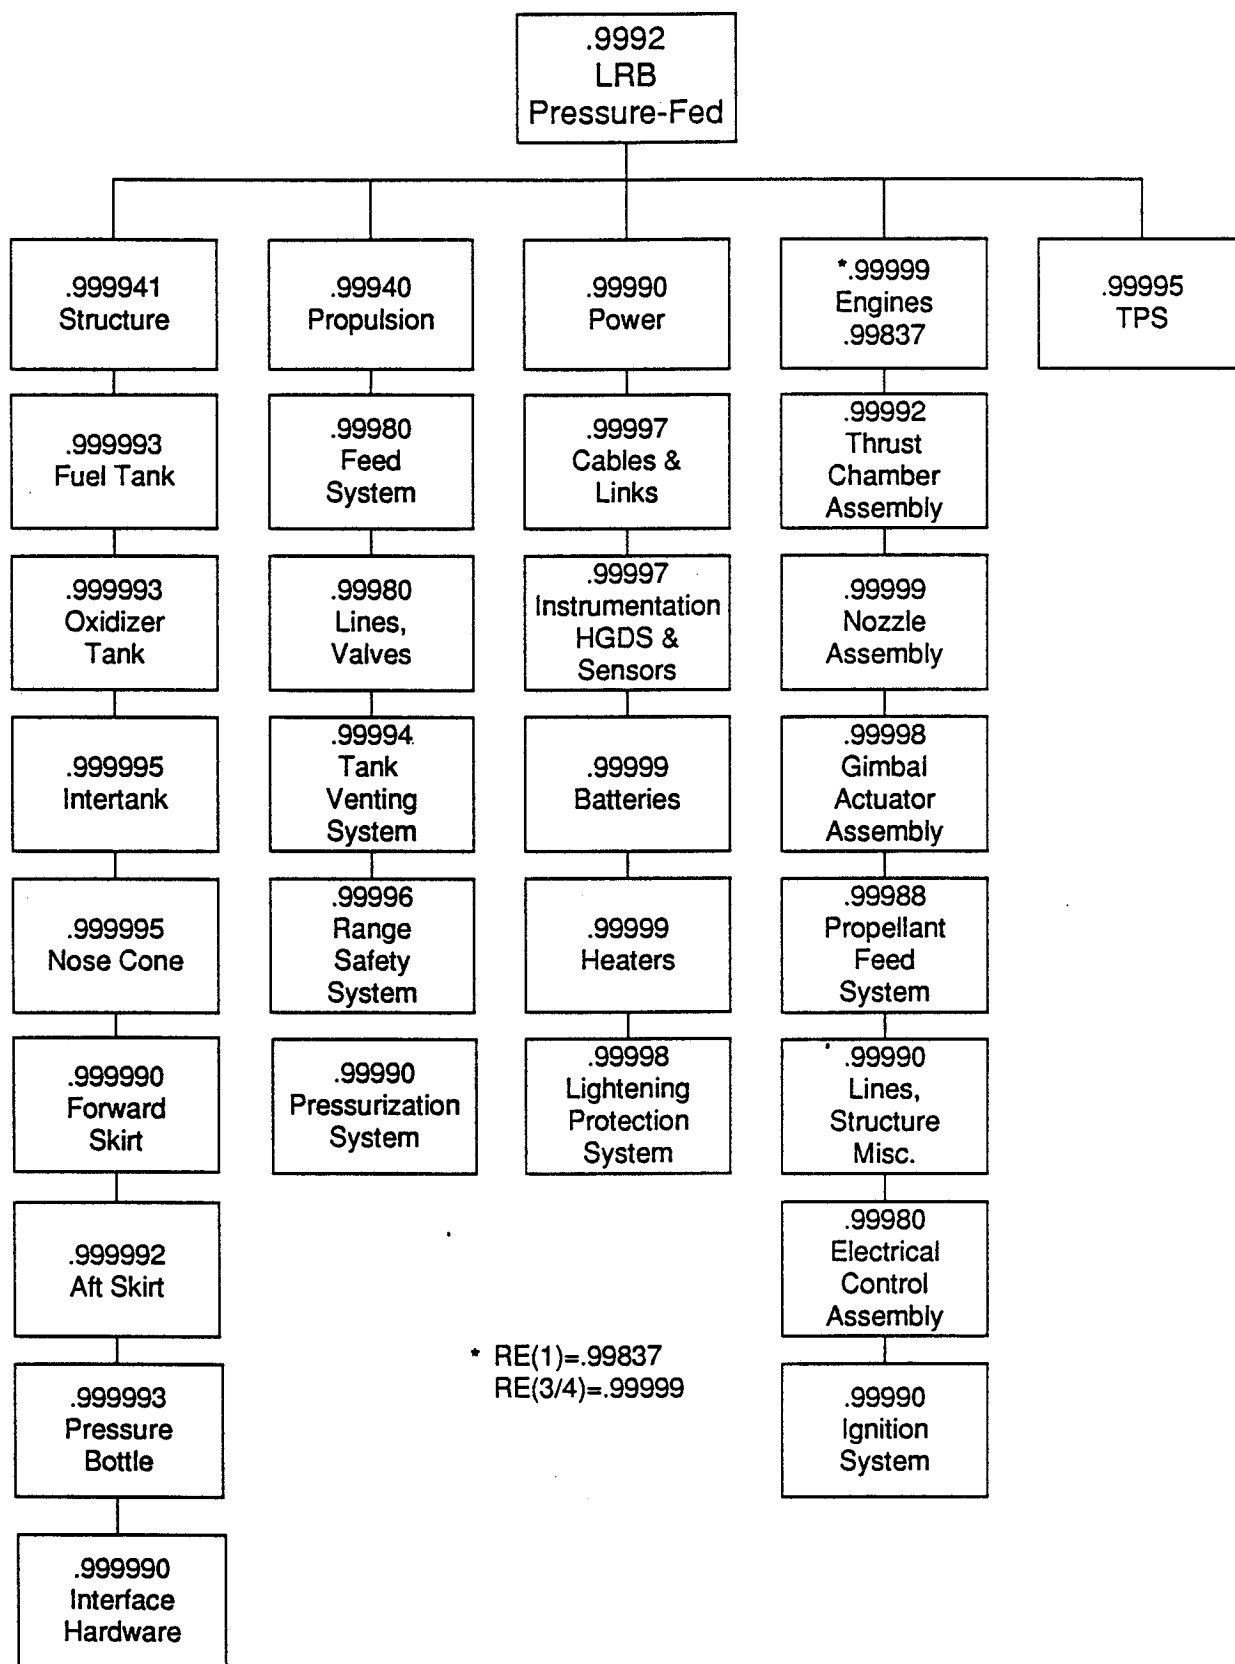 .9992
LRB
Pressure-Fed
.999941
Structure
.99940
Propulsion
.99990
Power
*.99999
Engines
.99837
.99995
TPS
.999993
Fuel Tank
.99980
Feed
System
.99997
Cables &
Links
.99992
Thrust
Chamber
Assembly
.999993
Oxidizer
Tank
.99980
Lines,
Valves
.99997
Instrumentation
HGDS &
Sensors
.99999
Nozzle
Assembly
.999995
Intertank
.99994
Tank
Venting
System
.99999
Batteries
.99998
Gimbal
Actuator
Assembly
.999995
Nose Cone
.99996
Range
Safety
System
.99999
Heaters
.99988
Propellant
Feed
System
.999990
Forward
Skirt
.99990
Pressurization
System
.99998
Lightening
Protection
System
.99990
Lines,
Structure
Misc.
.999992
Aft Skirt
.99980
Electrical
Control
Assembly
.999993
Pressure
Bottle
* RE(1)=.99837
RE(3/4)=.99999
.99990
Ignition
System
.999990
Interface
Hardware